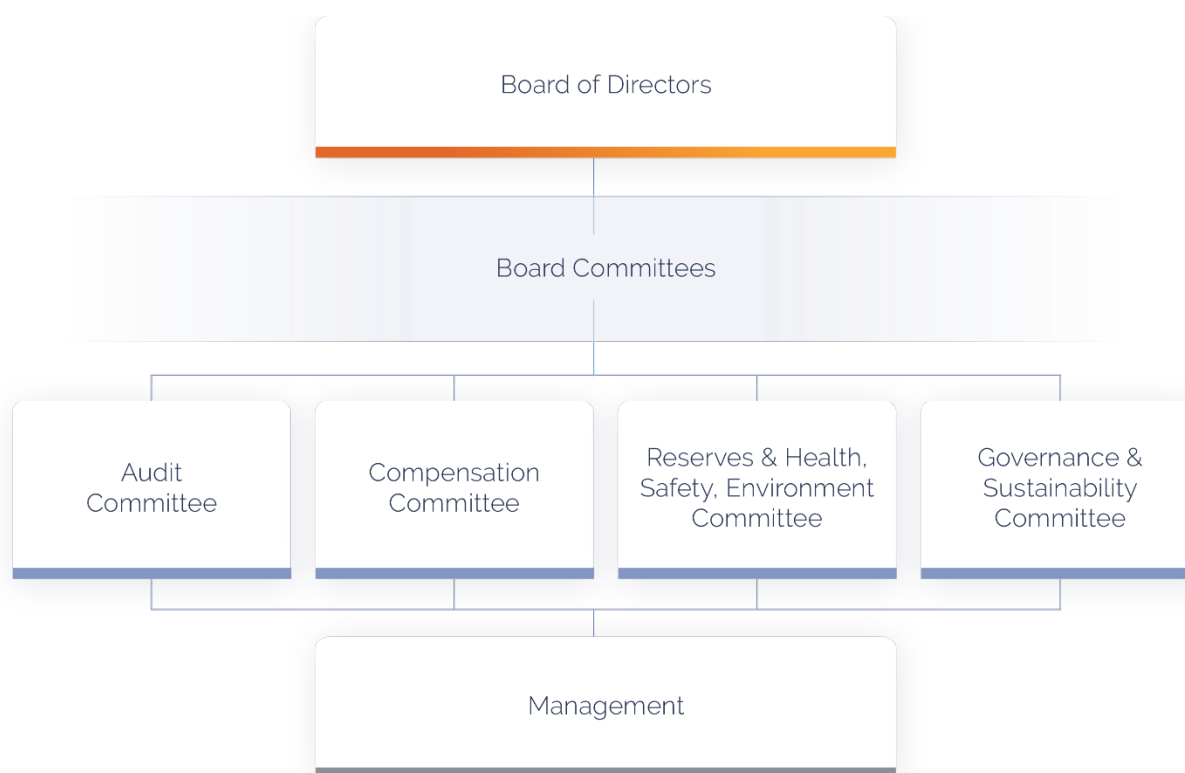 Board of Directors
Board Committees
Audit
Committee
Compensation
Committee
Reserves & Health,
Safety, Environment
Committee
Governance &
Sustainability
Committee
Management